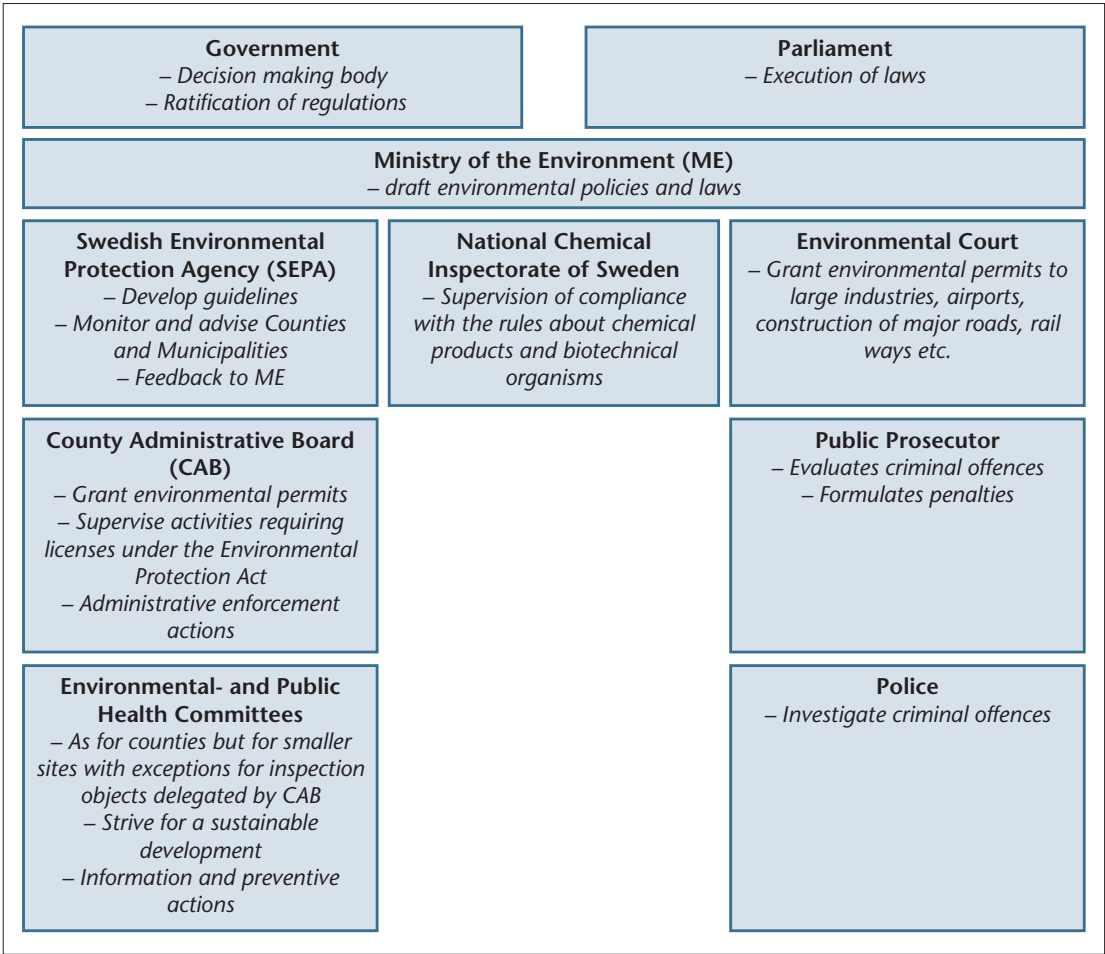 Government
– Decision making body
– Ratification of regulations
Parliament
– Execution of laws
Ministry of the Environment (ME)
– draft environmental policies and laws
Swedish Environmental
Protection Agency (SEPA)
– Develop guidelines
– Monitor and advise Counties
and Municipalities
– Feedback to ME
National Chemical
Inspectorate of Sweden
– Supervision of compliance
with the rules about chemical
products and biotechnical
organisms
Environmental Court
– Grant environmental permits to
large industries, airports,
construction of major roads, rail
ways etc.
County Administrative Board
(CAB)
– Grant environmental permits
– Supervise activities requiring
licenses under the Environmental
Protection Act
– Administrative enforcement
actions
Public Prosecutor
– Evaluates criminal offences
– Formulates penalties
Environmental- and Public
Health Committees
– As for counties but for smaller
sites with exceptions for inspection
objects delegated by CAB
– Strive for a sustainable
development
– Information and preventive
actions
Police
– Investigate criminal offences